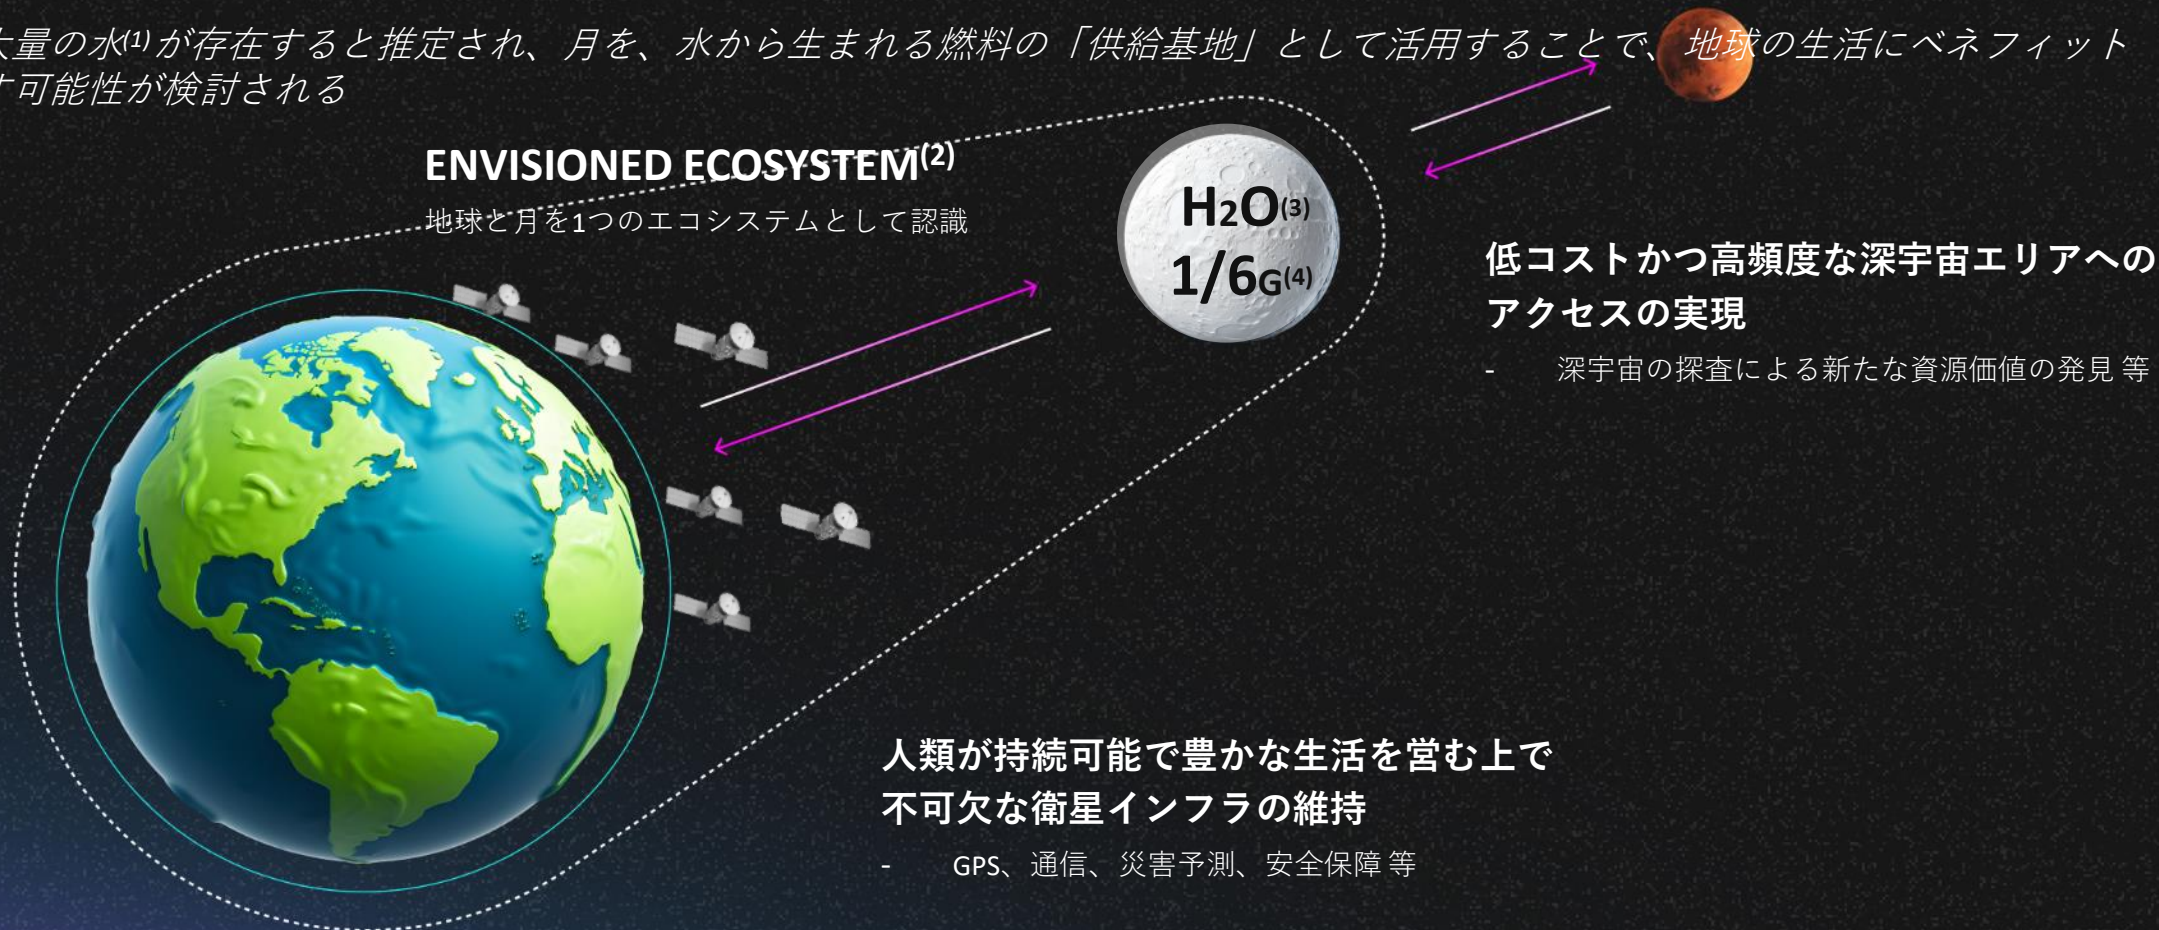 量の水(1)が存在すると推定され、月を、水から生まれる燃料の「供給基地」として活用することで、地球の生活にベネフィット
可能性が検討される
ENVISIONED ECOSYSTEM(2)
地球と月を1つのエコシステムとして認識
H2O(3)
1/6G(4)
低コストかつ高頻度な深宇宙エリアへの
アクセスの実現
- 深宇宙の探査による新たな資源価値の発見 等
人類が持続可能で豊かな生活を営む上で
不可欠な衛星インフラの維持
- GPS、通信、災害予測、安全保障 等